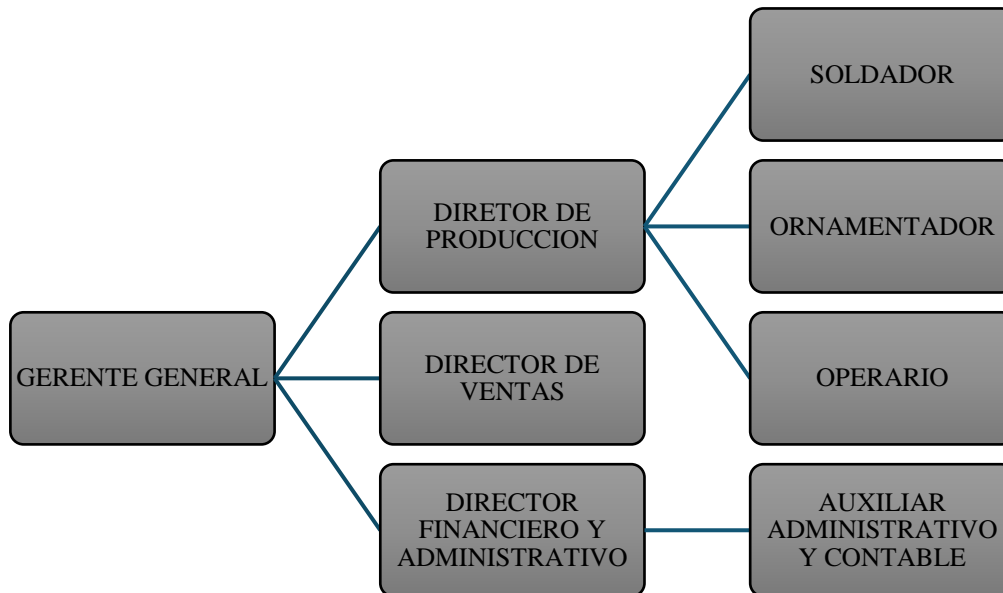 GERENTE GENERAL
DIRETOR DE
PRODUCCION
SOLDADOR
ORNAMENTADOR
OPERARIO
DIRECTOR DE
VENTAS
DIRECTOR
FINANCIERO Y
ADMINISTRATIVO
AUXILIAR
ADMINISTRATIVO
Y CONTABLE